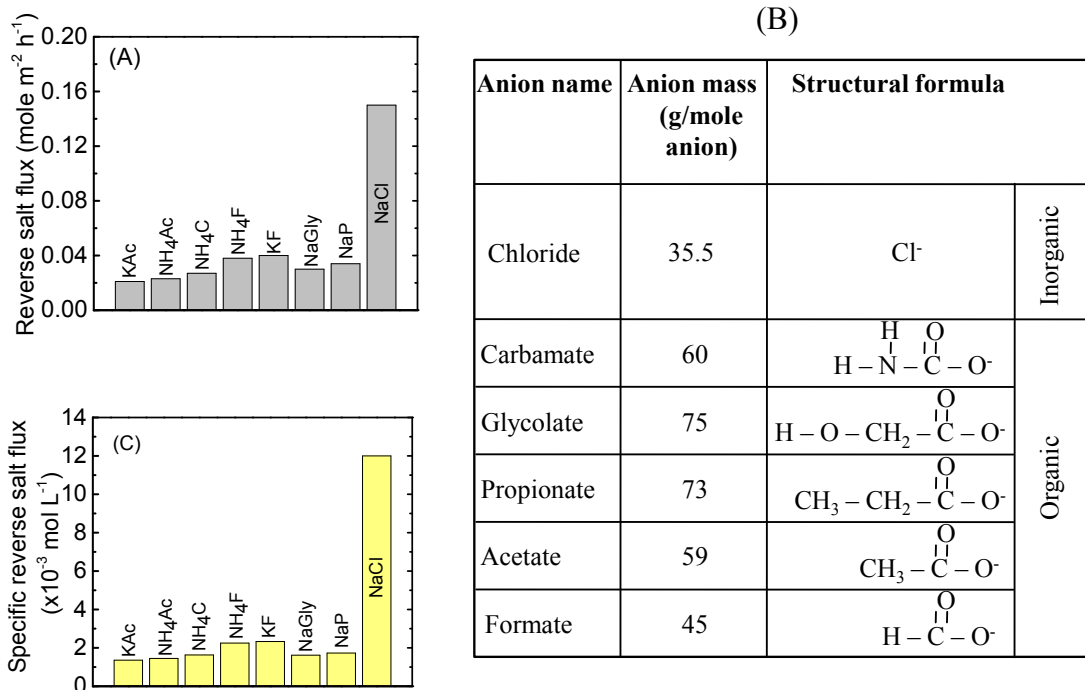 (A)
Reverse salt flux (mole m⁻² h⁻¹)
0.20
0.16
0.12
0.08
0.04
0.00
KAc
NH₄Ac
NH₄C
NH₄F
KF
NaGly
NaP
NaCl
(B)
Anion name Anion mass (g/mole anion) Structural formula
Chloride 35.5 Cl⁻
Inorganic
H O
Carbamate 60 H – N – C – O⁻
O
Glycolate 75 H – O – CH₂ – C – O⁻
O
Propionate 73 CH₃ – CH₂ – C – O⁻
O
Acetate 59 CH₃ – C – O⁻
O
Formate 45 H – C – O⁻
Organic
(C)
Specific reverse salt flux
(x10⁻³ mol L⁻¹)
14
12
10
8
6
4
2
0
KAc
NH₄Ac
NH₄C
NH₄F
KF
NaGly
NaP
NaCl